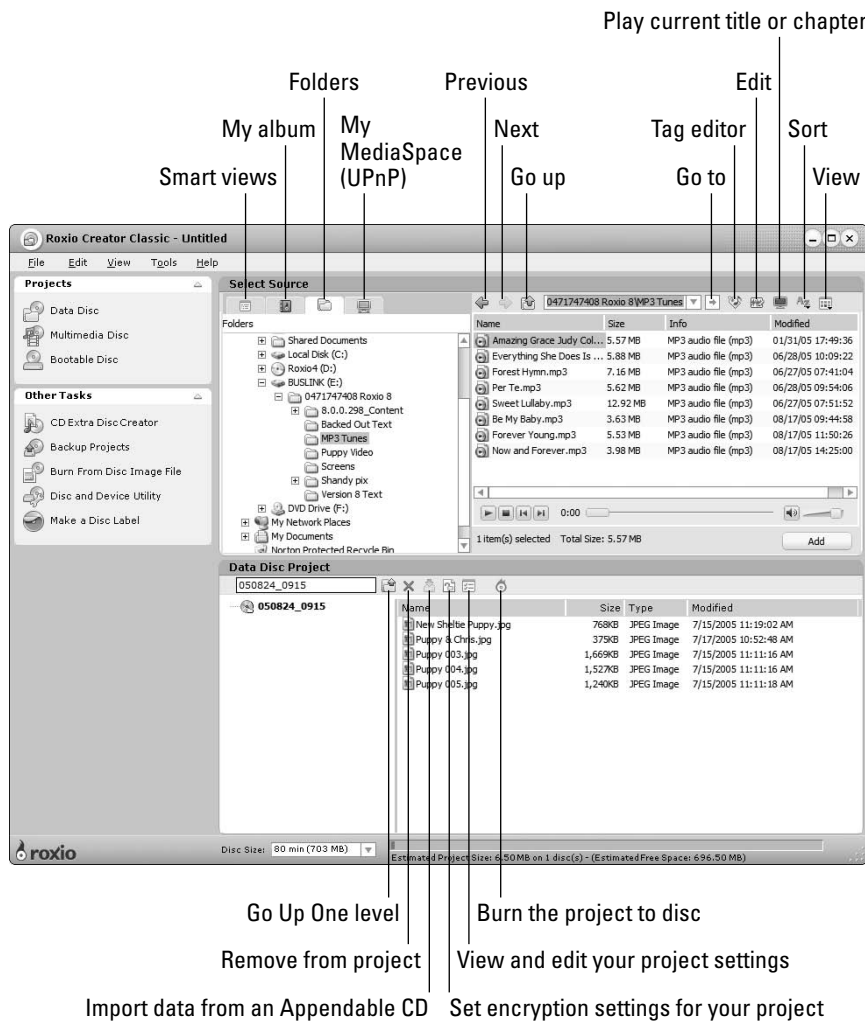 Play current title or chapter
Folders Previous Edit
My album My MediaSpace (UPnP) Next Tag editor Sort
Smart views Go up Go to View
Roxio Creator Classic - Untitled
File Edit View Tools Help
Projects
Data Disc
Multimedia Disc
Bootable Disc
Other Tasks
CD Extra Disc Creator
Backup Projects
Burn From Disc Image File
Disc and Device Utility
Make a Disc Label
Select Source
Folders
Shared Documents
Local Disk (C:)
Roxio4 (D:)
BUSLINK (E:)
0471747408 Roxio 8
8.0.0.298_Content
Backed Out Text
MP3 Tunes
Puppy Video
Screens
Shandy pix
Version 8 Text
DVD Drive (F:)
My Network Places
My Documents
Norton Protected Recycle Bin
0471747408 Roxio 8\MP3 Tunes
Name Size Info Modified
Amazing Grace Judy Col... 5.57 MB MP3 audio file (mp3) 01/31/05 17:49:36
Everything She Does Is ... 5.88 MB MP3 audio file (mp3) 06/28/05 10:09:22
Forest Hymn.mp3 7.16 MB MP3 audio file (mp3) 06/27/05 07:41:04
Per Te.mp3 5.62 MB MP3 audio file (mp3) 06/28/05 09:54:06
Sweet Lullaby.mp3 12.92 MB MP3 audio file (mp3) 06/27/05 07:51:52
Be My Baby.mp3 3.63 MB MP3 audio file (mp3) 08/17/05 09:44:58
Forever Young.mp3 5.53 MB MP3 audio file (mp3) 08/17/05 11:50:26
Now and Forever.mp3 3.98 MB MP3 audio file (mp3) 08/17/05 14:25:00
0:00
1 item(s) selected Total Size: 5.57 MB Add
Data Disc Project
050824_0915
050824_0915
Name Size Type Modified
New Sheltie Puppy.jpg 768KB JPEG Image 7/15/2005 11:19:02 AM
Puppy & Chris.jpg 375KB JPEG Image 7/17/2005 10:52:48 AM
Puppy 003.jpg 1,669KB JPEG Image 7/15/2005 11:11:16 AM
Puppy 004.jpg 1,527KB JPEG Image 7/15/2005 11:11:16 AM
Puppy 005.jpg 1,240KB JPEG Image 7/15/2005 11:11:18 AM
roxio
Disc Size: 80 min (703 MB)
Estimated Project Size: 6.50 MB on 1 disc(s) - (Estimated Free Space: 696.50 MB)
Go Up One level Burn the project to disc
Remove from project View and edit your project settings
Import data from an Appendable CD Set encryption settings for your project